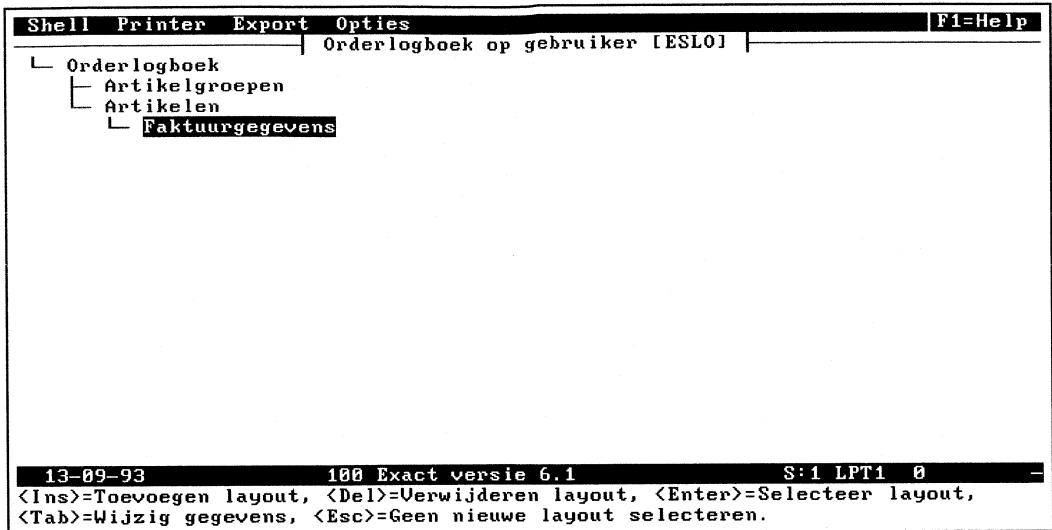 Shell Printer Export Opties F1=Help
Orderlogboek op gebruiker [ESLO]
Orderlogboek
Artikelgroepen
Artikelen
Faktuurgegevens
13-09-93 100 Exact versie 6.1 S:1 LPT1 0
<Ins>=Toevoegen layout, <Del>=Verwijderen layout, <Enter>=Selecteer layout,
<Tab>=Wijzig gegevens, <Esc>=Geen nieuwe layout selecteren.